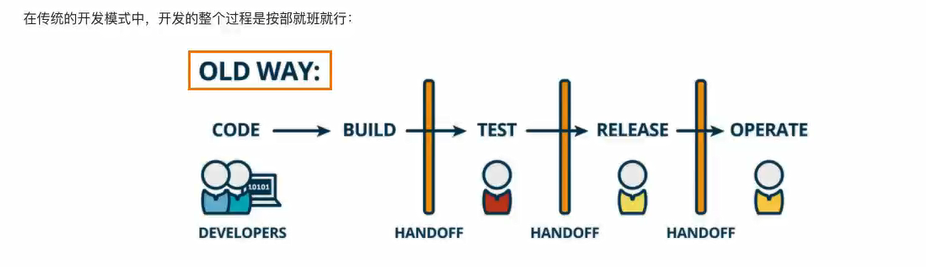 在传统的开发模式中，开发的整个过程是按部就班就行：
OLD WAY:
CODE BUILD TEST RELEASE OPERATE
10101
DEVELOPERS HANDOFF HANDOFF HANDOFF